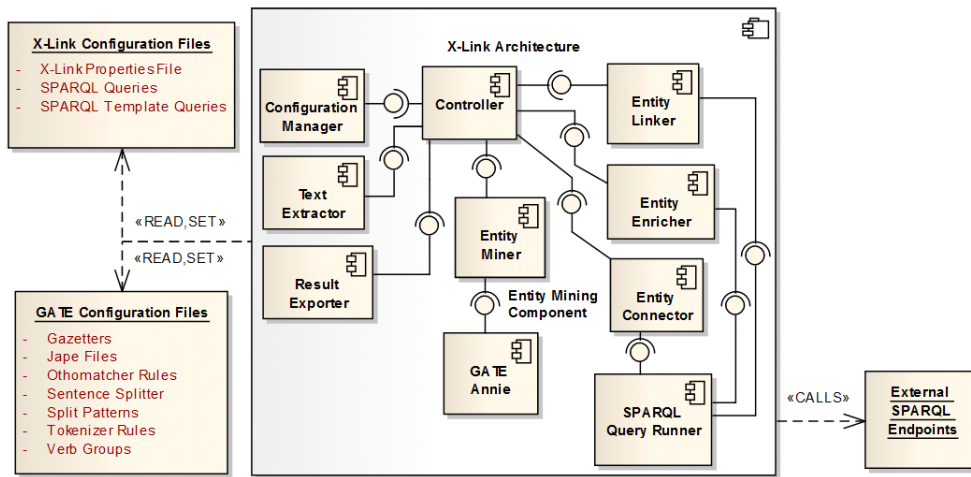 X-Link Configuration Files
- X-Link Properties File
- SPARQL Queries
- SPARQL Template Queries
«READ,SET»
«READ,SET»
GATE Configuration Files
- Gazetters
- Jape Files
- Othomatcher Rules
- Sentence Splitter
- Split Patterns
- Tokenizer Rules
- Verb Groups
X-Link Architecture
Configuration
Manager
Controller
Entity
Linker
Text
Extractor
Entity
Miner
Entity
Enricher
Result
Exporter
Entity Mining
Component
Entity
Connector
GATE
Annie
SPARQL
Query Runner
«CALLS»
External
SPARQL
Endpoints